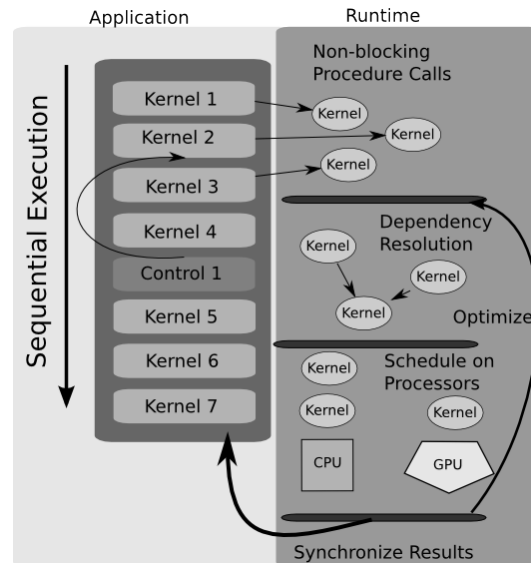 Application
Runtime
Sequential Execution
Kernel 1
Kernel 2
Kernel 3
Kernel 4
Control 1
Kernel 5
Kernel 6
Kernel 7
Non-blocking
Procedure Calls
Kernel
Kernel
Kernel
Dependency
Resolution
Kernel
Kernel
Kernel
Optimize
Schedule on
Processors
Kernel
Kernel
Kernel
CPU
GPU
Synchronize Results